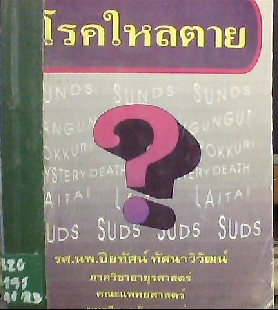 โรคใหลตาย
SUNDS SUNDS SUNDS
BANGUNGUT BANGUNGUT
POKKURI POKKURI
MYSTERY DEATH MYSTERY DEATH
LAITAI LAITAI LAITAI
SUDS SUDS SUDS SUDS
รศ.นพ.ปิยทัศน์ ทัศนาวิวัฒน์
ภาควิชาอายุรศาสตร์
คณะแพทยศาสตร์